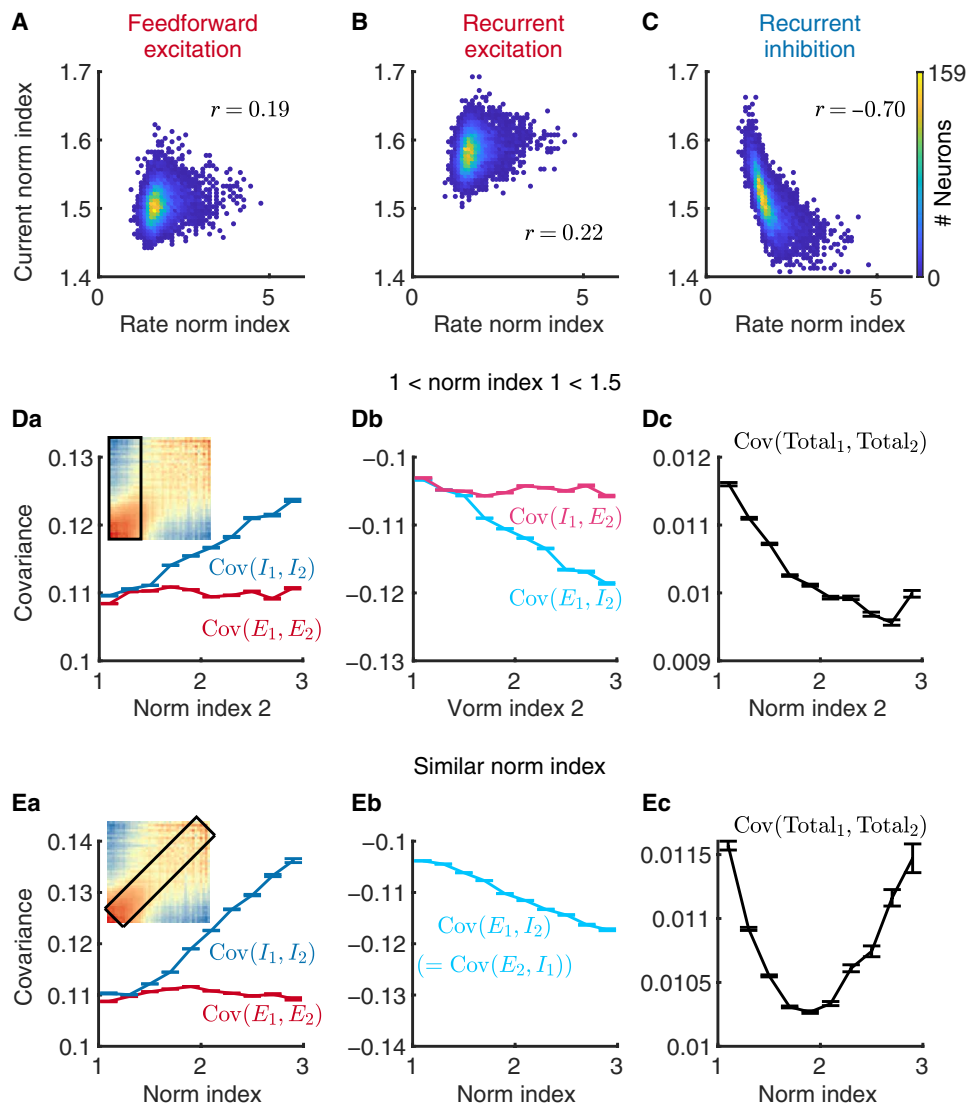 A
Feedforward
excitation
B
Recurrent
excitation
C
Recurrent
inhibition
Current norm index
1.7
1.6
1.5
1.4
r = 0.19
0
5
Rate norm index
1.7
1.6
1.5
1.4
r = 0.22
0
5
Rate norm index
1.7
1.6
1.5
1.4
r = −0.70
0
5
Rate norm index
159
0
# Neurons
1 < norm index 1 < 1.5
Da
Covariance
0.13
0.12
0.11
0.1
Cov(I1, I2)
Cov(E1, E2)
1
2
3
Norm index 2
Db
−0.1
−0.11
−0.12
−0.13
Cov(I1, E2)
Cov(E1, I2)
1
2
3
Vorm index 2
Dc
Cov(Total1, Total2)
0.012
0.011
0.01
0.009
1
2
3
Norm index 2
Similar norm index
Ea
Covariance
0.14
0.13
0.12
0.11
0.1
Cov(I1, I2)
Cov(E1, E2)
1
2
3
Norm index
Eb
−0.1
−0.11
−0.12
−0.13
−0.14
Cov(E1, I2)
(= Cov(E2, I1))
1
2
3
Norm index
Ec
Cov(Total1, Total2)
0.0115
0.011
0.0105
0.01
1
2
3
Norm index